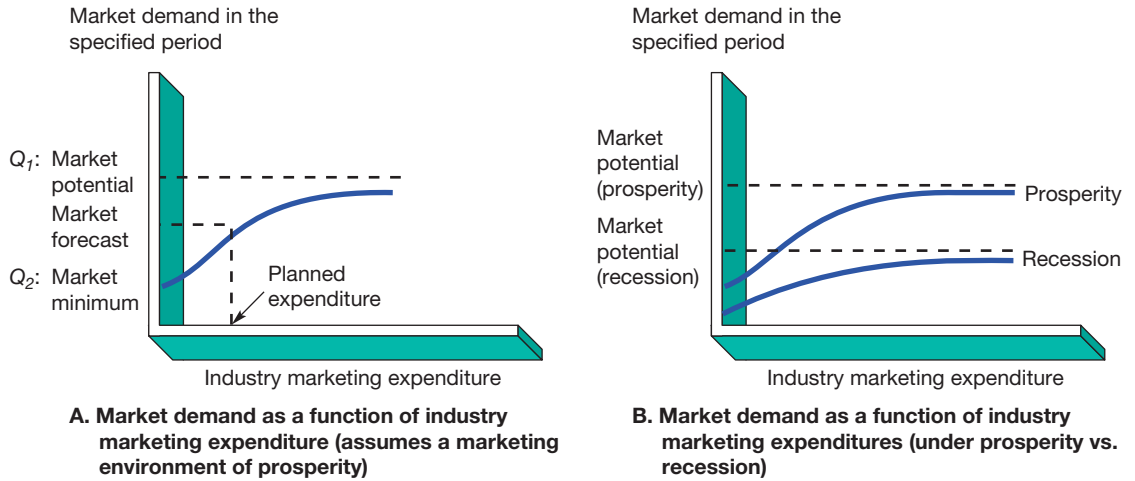 Market demand in the
specified period
Q1: Market
potential
Market
forecast
Q2: Market
minimum
Planned
expenditure
Industry marketing expenditure
A. Market demand as a function of industry
marketing expenditure (assumes a marketing
environment of prosperity)
Market demand in the
specified period
Market
potential
(prosperity)
Market
potential
(recession)
Prosperity
Recession
Industry marketing expenditure
B. Market demand as a function of industry
marketing expenditures (under prosperity vs.
recession)